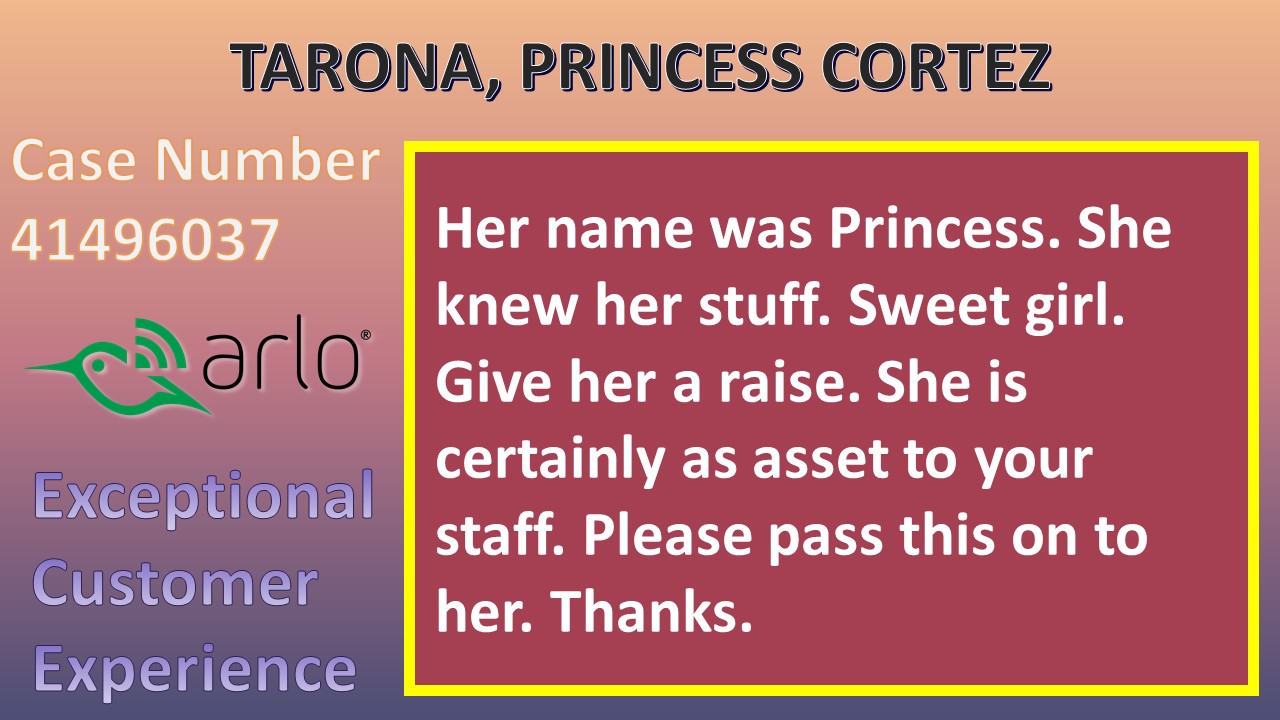 TARONA, PRINCESS CORTEZ
Case Number
41496037
arlo®
Exceptional
Customer
Experience
Her name was Princess. She
knew her stuff. Sweet girl.
Give her a raise. She is
certainly as asset to your
staff. Please pass this on to
her. Thanks.